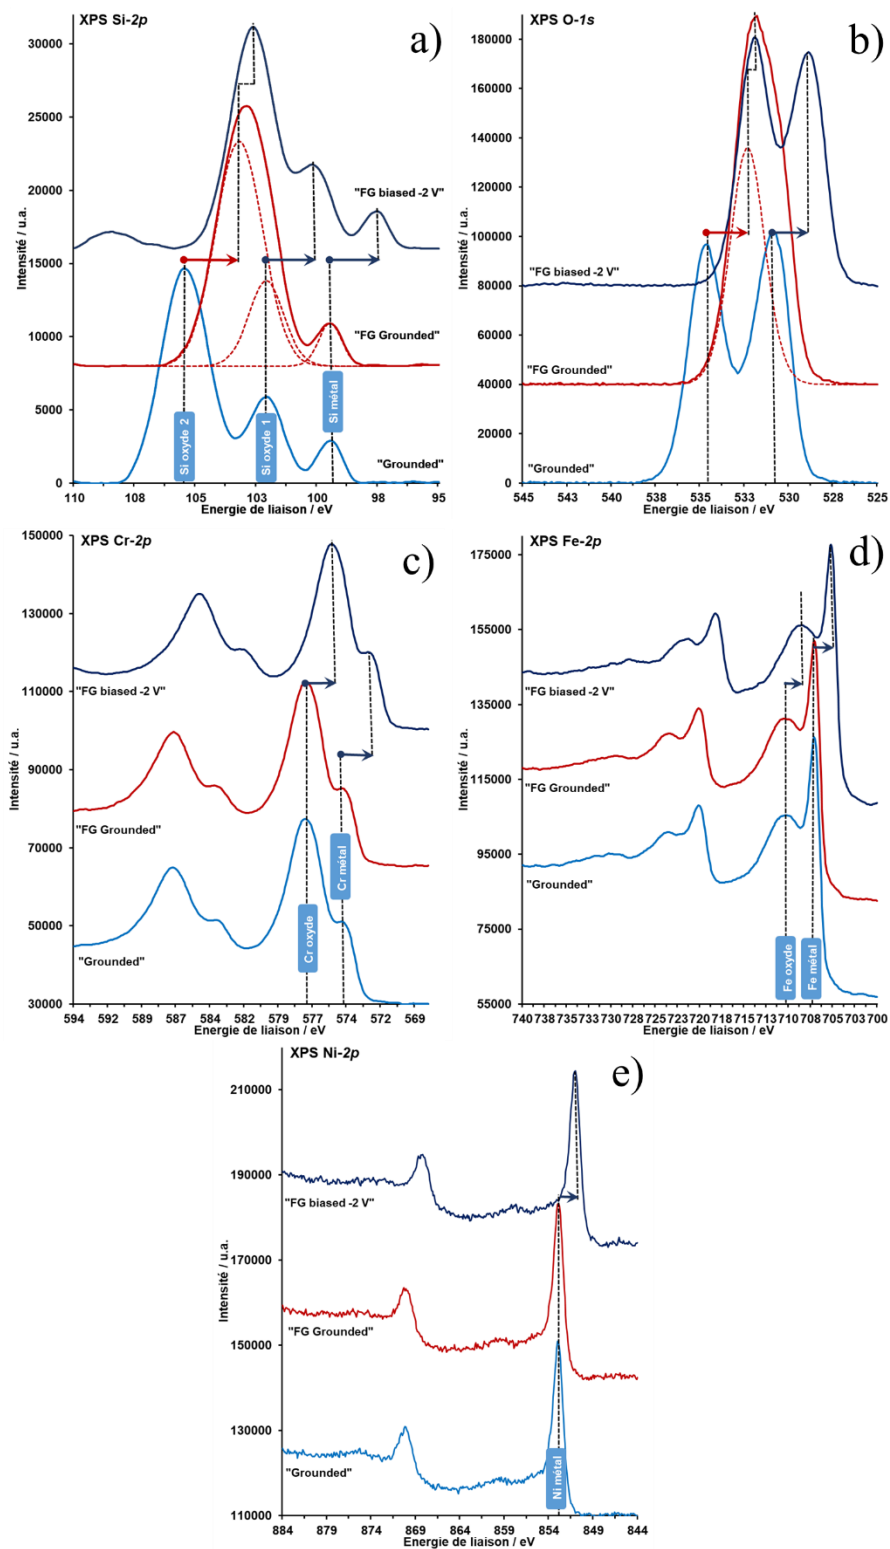 XPS Si-2p
a)
Intensité / u.a.
30000
25000
20000
15000
10000
5000
0
"FG biased -2 V"
"FG Grounded"
"Grounded"
Si oxyde 2
Si oxyde 1
Si métal
110
108
105
103
100
98
95
Energie de liaison / eV
XPS O-1s
b)
Intensité / u.a.
180000
160000
140000
120000
100000
80000
60000
40000
20000
0
"FG biased -2 V"
"FG Grounded"
"Grounded"
545
543
540
538
535
533
530
528
525
Energie de liaison / eV
XPS Cr-2p
c)
Intensité / u.a.
150000
130000
110000
90000
70000
50000
30000
"FG biased -2 V"
"FG Grounded"
"Grounded"
Cr oxyde
Cr métal
594
592
589
587
584
582
579
577
574
572
569
Energie de liaison / eV
XPS Fe-2p
d)
Intensité / u.a.
175000
155000
135000
115000
95000
75000
55000
"FG biased -2 V"
"FG Grounded"
"Grounded"
Fe oxyde
Fe métal
740
738
735
733
730
728
725
723
720
718
715
713
710
708
705
703
700
Energie de liaison / eV
XPS Ni-2p
e)
Intensité / u.a.
210000
190000
170000
150000
130000
110000
"FG biased -2 V"
"FG Grounded"
"Grounded"
Ni métal
884
879
874
869
864
859
854
849
844
Energie de liaison / eV